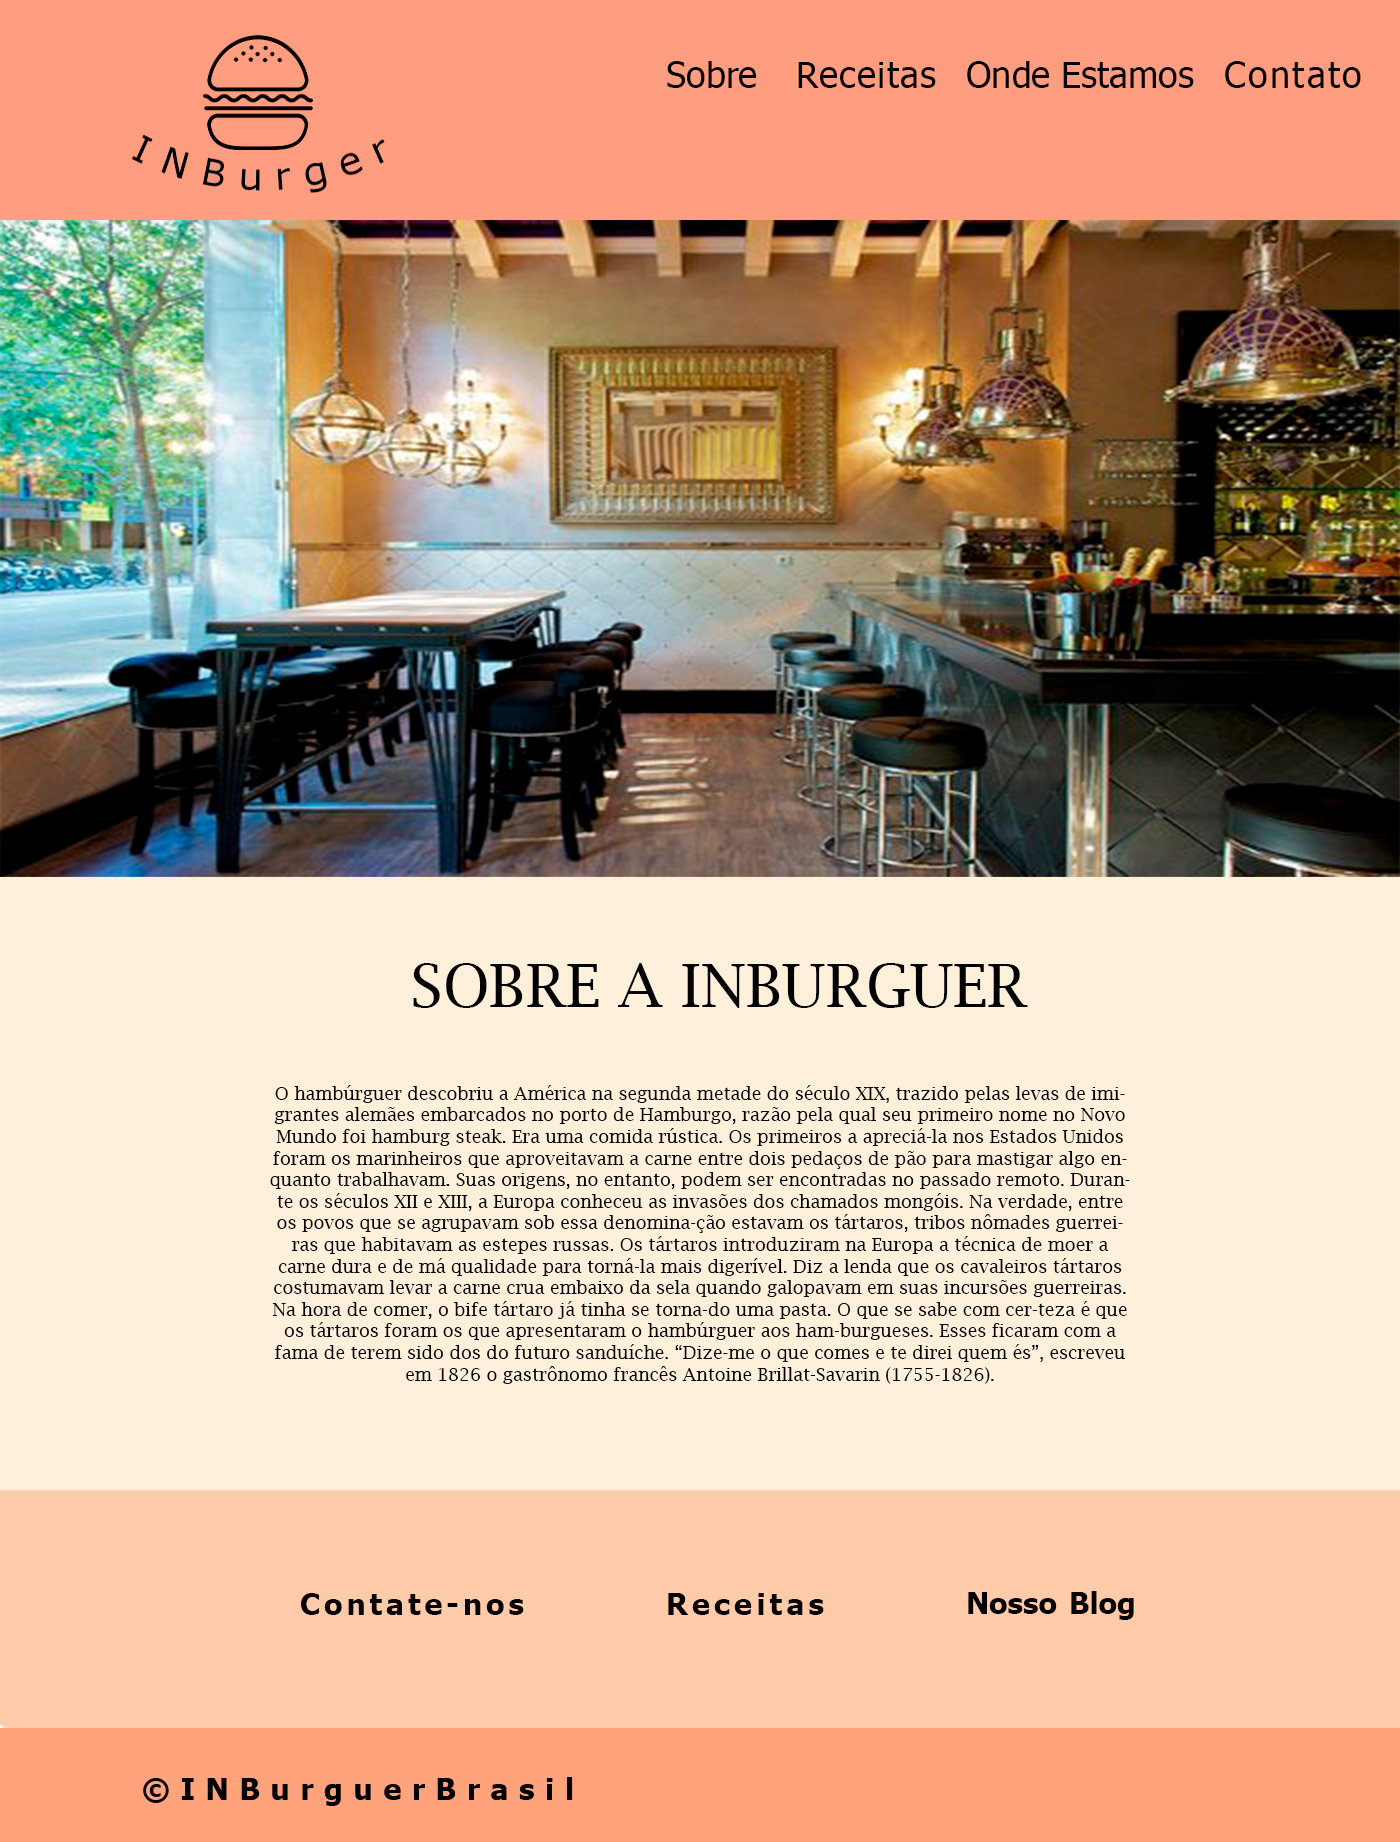 INBurger
Sobre Receitas Onde Estamos Contato
SOBRE A INBURGUER
O hambúrguer descobriu a América na segunda metade do século XIX, trazido pelas levas de imi-
grantes alemães embarcados no porto de Hamburgo, razão pela qual seu primeiro nome no Novo
Mundo foi hamburg steak. Era uma comida rústica. Os primeiros a apreciá-la nos Estados Unidos
foram os marinheiros que aproveitavam a carne entre dois pedaços de pão para mastigar algo en-
quanto trabalhavam. Suas origens, no entanto, podem ser encontradas no passado remoto. Duran-
te os séculos XII e XIII, a Europa conheceu as invasões dos chamados mongóis. Na verdade, entre
os povos que se agrupavam sob essa denomina-ção estavam os tártaros, tribos nômades guerrei-
ras que habitavam as estepes russas. Os tártaros introduziram na Europa a técnica de moer a
carne dura e de má qualidade para torná-la mais digerível. Diz a lenda que os cavaleiros tártaros
costumavam levar a carne crua embaixo da sela quando galopavam em suas incursões guerreiras.
Na hora de comer, o bife tártaro já tinha se torna-do uma pasta. O que se sabe com cer-teza é que
os tártaros foram os que apresentaram o hambúrguer aos ham-burgueses. Esses ficaram com a
fama de terem sido dos do futuro sanduíche. “Dize-me o que comes e te direi quem és”, escreveu
em 1826 o gastrônomo francês Antoine Brillat-Savarin (1755-1826).
Contate-nos Receitas Nosso Blog
©INBurguerBrasil